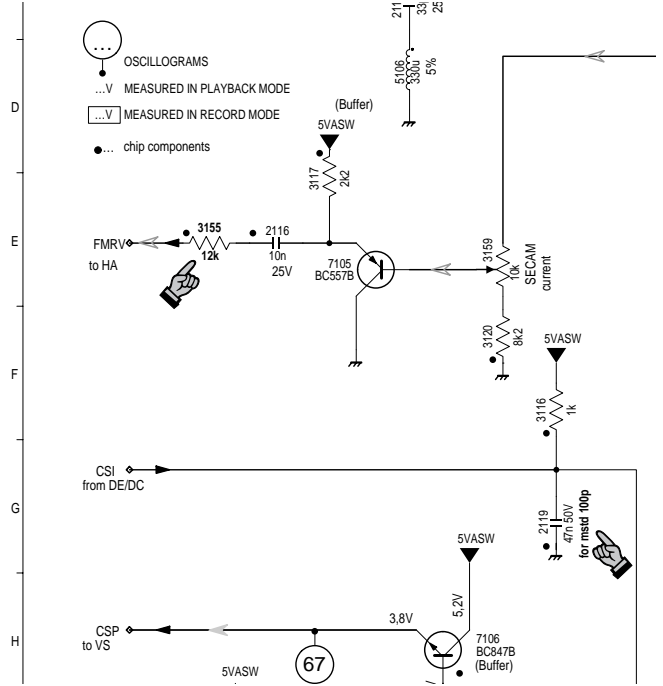 211
33
25
...
OSCILLOGRAMS
5106
330u
5%
...V MEASURED IN PLAYBACK MODE
D
(Buffer)
...V MEASURED IN RECORD MODE
5VASW
... chip components
3117
2k2
3155
2116
E
FMRV
3159
10k
SECAM
current
12k
10n
7105
to HA
25V
BC557B
3120
8k2
5VASW
F
3116
1k
CSI
from DE/DC
G
2119
47n 50V
for mstd 100p
5VASW
5,2V
3,8V
CSP
H
to VS
7106
BC847B
(Buffer)
67
5VASW